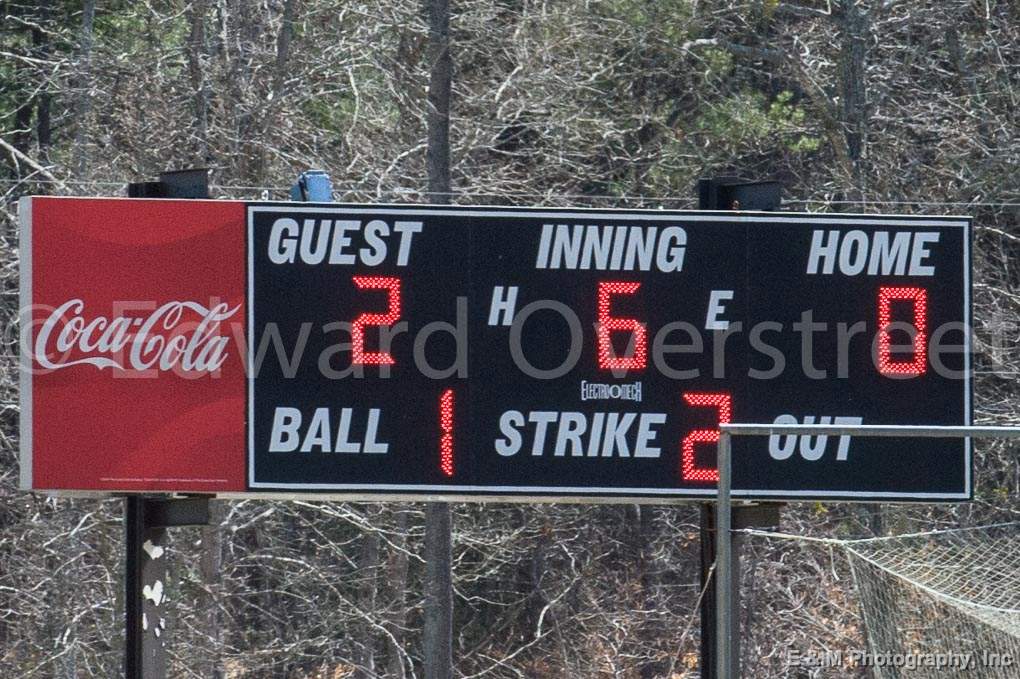 GUEST INNING HOME
2 H 6 E 0
Coca-Cola
© Edward Overstreet
ELECTRO-MECH
BALL 1 STRIKE 2 OUT
E & M Photography, Inc